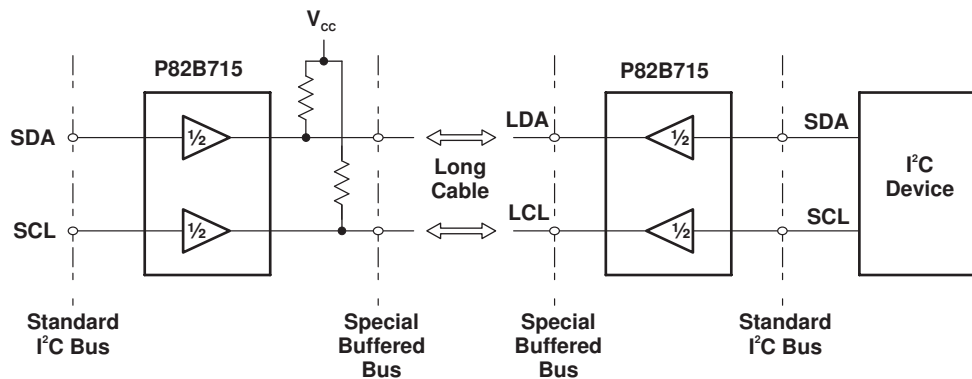 V_CC
P82B715
P82B715
SDA
½
LDA
½
SDA
I²C
Device
Long
Cable
SCL
½
LCL
½
SCL
Standard
I²C Bus
Special
Buffered
Bus
Special
Buffered
Bus
Standard
I²C Bus